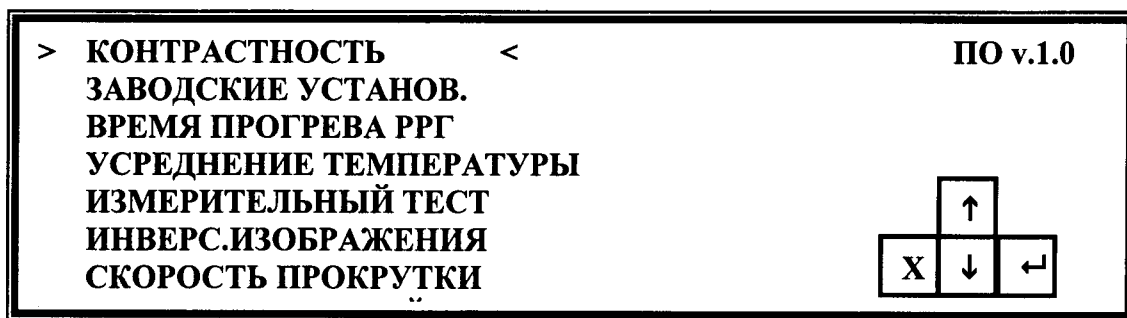 > КОНТРАСТНОСТЬ < ПО v.1.0
ЗАВОДСКИЕ УСТАНОВ.
ВРЕМЯ ПРОГРЕВА РРГ
УСРЕДНЕНИЕ ТЕМПЕРАТУРЫ
ИЗМЕРИТЕЛЬНЫЙ ТЕСТ
ИНВЕРС.ИЗОБРАЖЕНИЯ
СКОРОСТЬ ПРОКРУТКИ
↑
X ↓ ↵